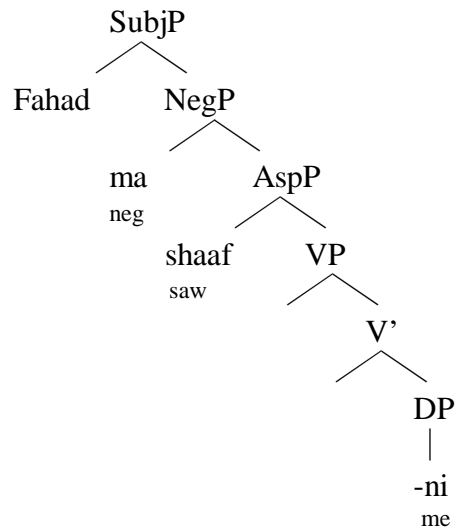 SubjP
Fahad NegP
ma AspP
neg
shaaf VP
saw
V’
DP
-ni
me